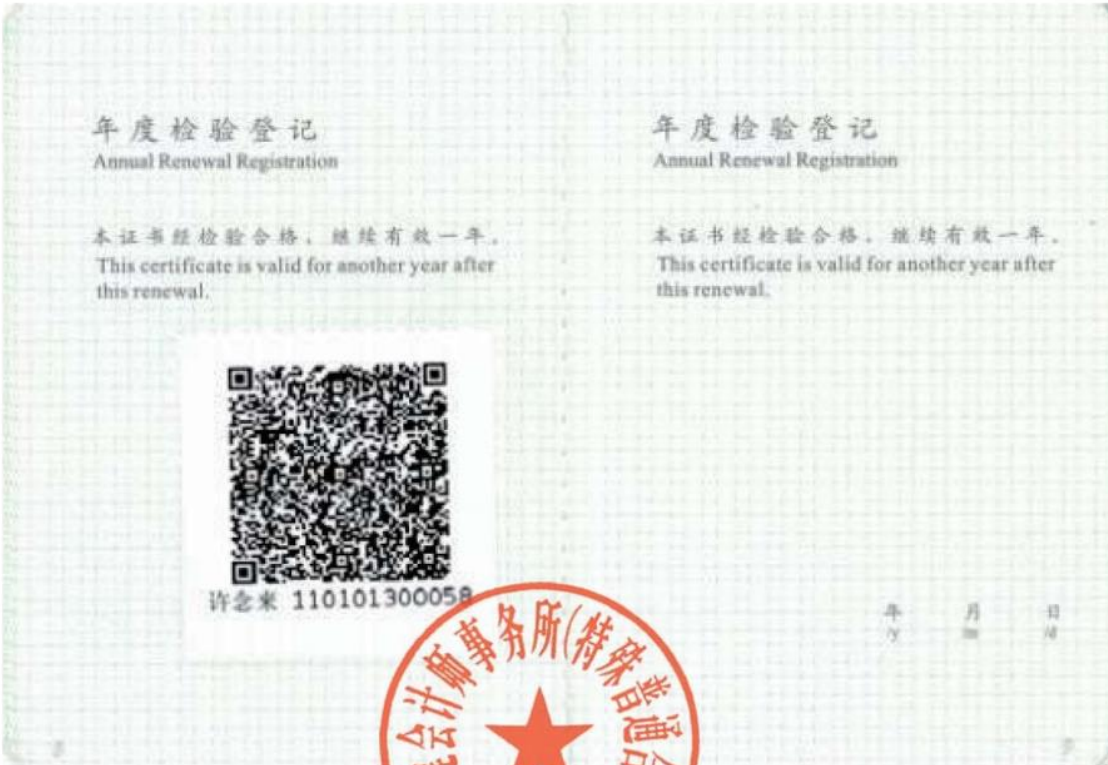 年度检验登记
Annual Renewal Registration
本证书经检验合格，继续有效一年。
This certificate is valid for another year after
this renewal.
许念来 110101300058
年度检验登记
Annual Renewal Registration
本证书经检验合格，继续有效一年。
This certificate is valid for another year after
this renewal.
年 月 日
/y /m /d
会计师事务所(特殊普通合